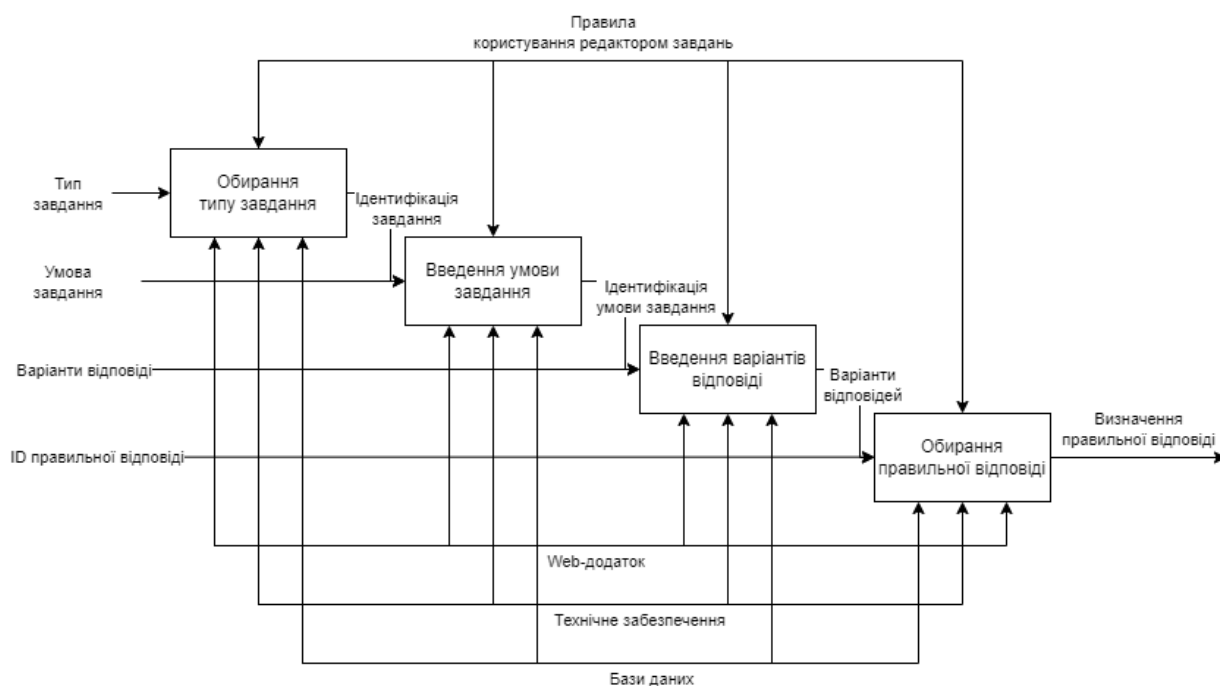 Правила
користування редактором завдань
Тип
завдання
Обирання
типу завдання
Ідентифікація
завдання
Умова
завдання
Введення умови
завдання
Ідентифікація
умови завдання
Варіанти відповіді
Введення варіантів
відповіді
Варіанти
відповідей
ID правильної відповіді
Обирання
правильної відповіді
Визначення
правильної відповіді
Web-додаток
Технічне забезпечення
Бази даних